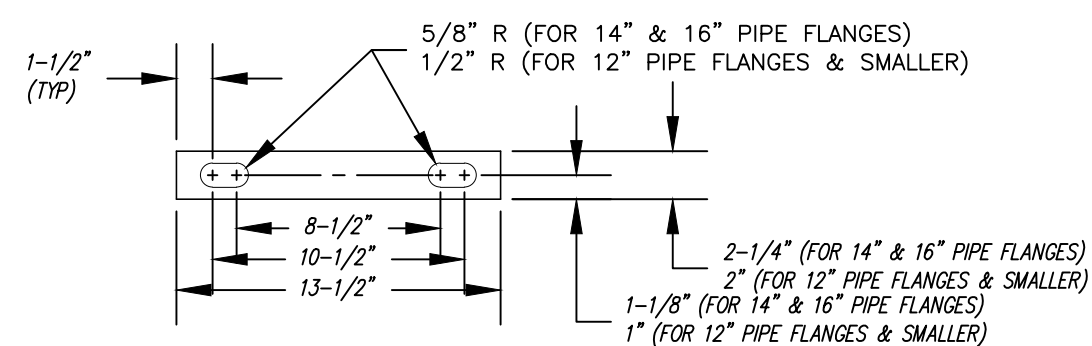 5/8" R (FOR 14" & 16" PIPE FLANGES)
1/2" R (FOR 12" PIPE FLANGES & SMALLER)
1-1/2"
(TYP)
8-1/2"
10-1/2"
13-1/2"
2-1/4" (FOR 14" & 16" PIPE FLANGES)
2" (FOR 12" PIPE FLANGES & SMALLER)
1-1/8" (FOR 14" & 16" PIPE FLANGES)
1" (FOR 12" PIPE FLANGES & SMALLER)